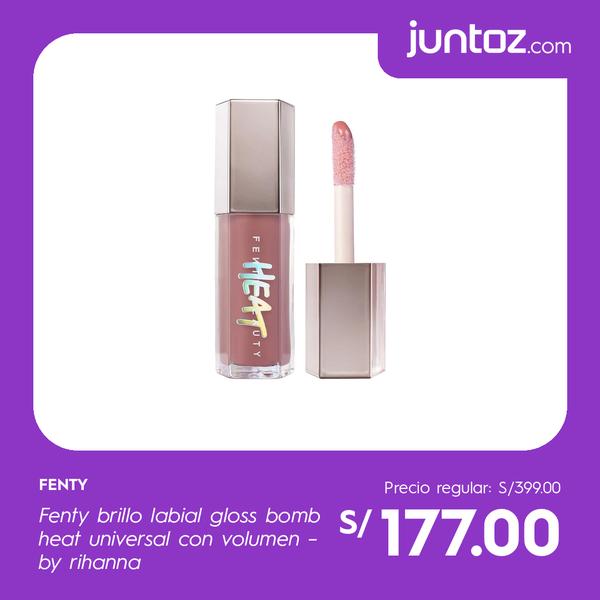 juntoz.com
FENTY BEAUTY
HEAT
FENTY
Fenty brillo labial gloss bomb
heat universal con volumen -
by rihanna
Precio regular: S/399.00
S/177.00